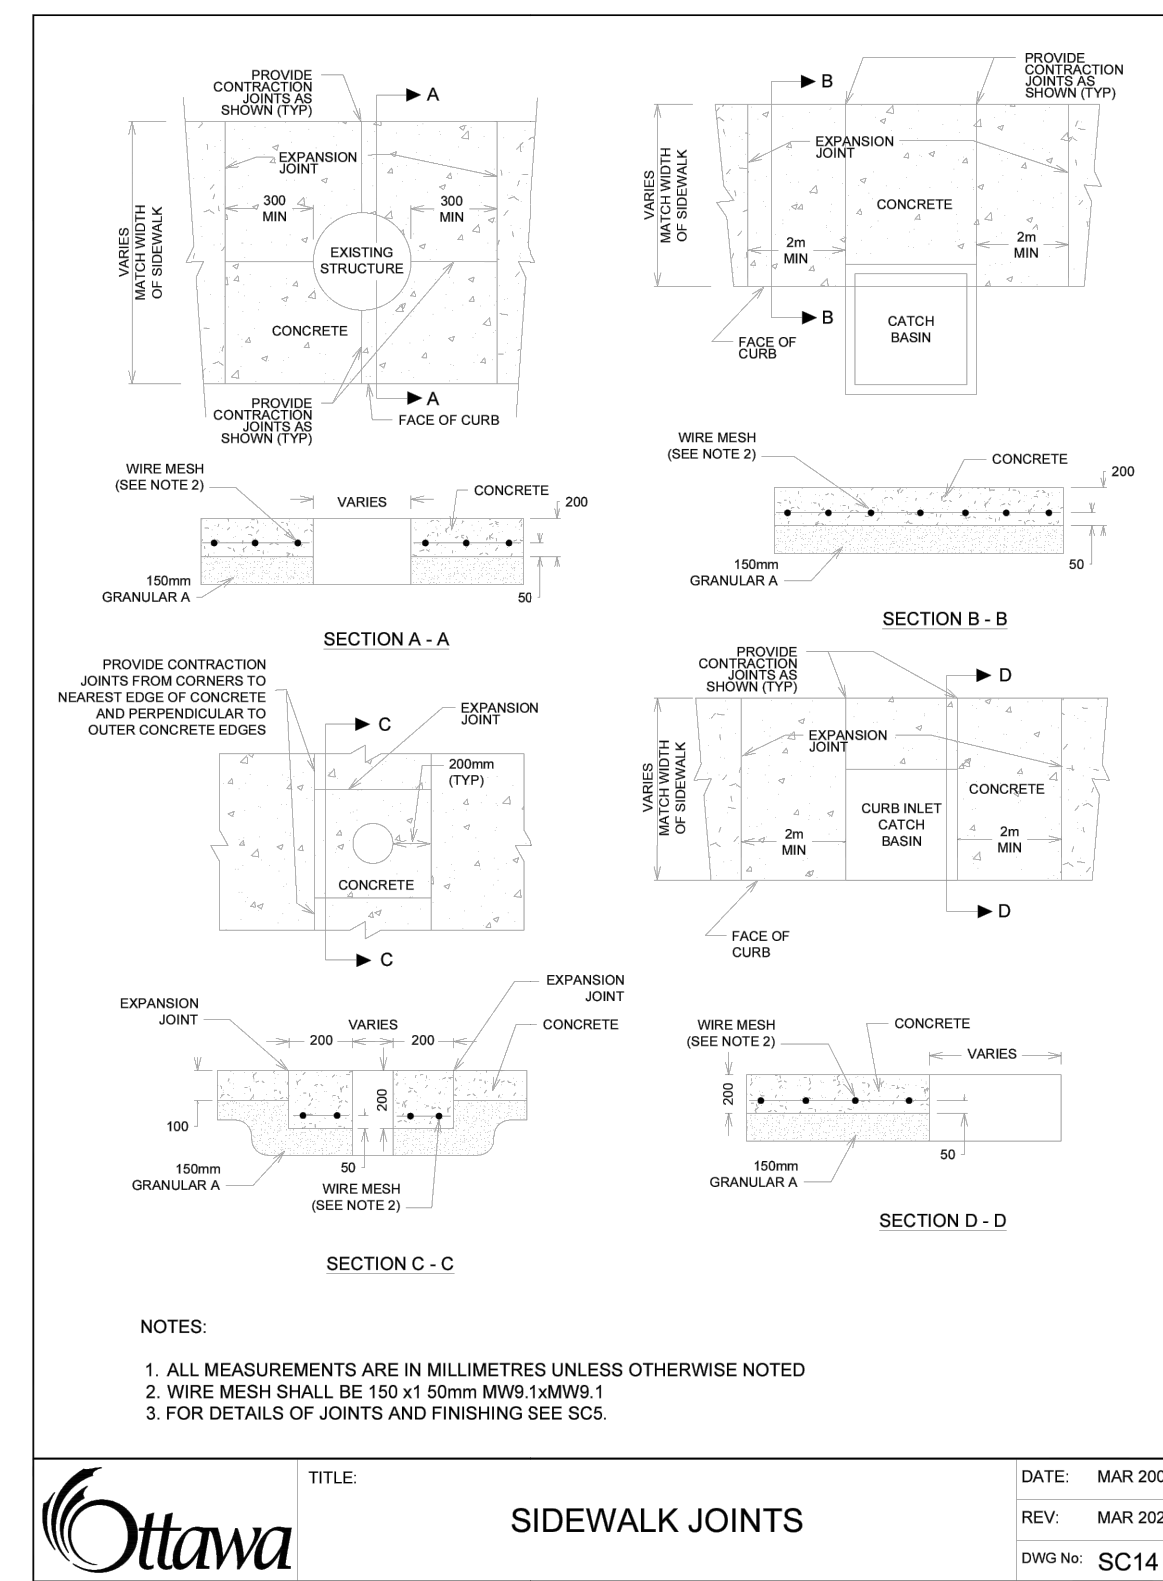 PROVIDE
CONTRACTION
JOINTS AS
SHOWN (TYP)
A
EXPANSION
JOINT
300
MIN
300
MIN
EXISTING
STRUCTURE
VARIES
MATCH WIDTH
OF SIDEWALK
CONCRETE
PROVIDE
CONTRACTION
JOINTS AS
SHOWN (TYP)
A
FACE OF CURB
PROVIDE
CONTRACTION
JOINTS AS
SHOWN (TYP)
B
EXPANSION
JOINT
VARIES
MATCH WIDTH
OF SIDEWALK
CONCRETE
2m
MIN
2m
MIN
B
CATCH
BASIN
FACE OF
CURB
WIRE MESH
(SEE NOTE 2)
VARIES
CONCRETE
200
150mm
GRANULAR A
50
SECTION A - A
WIRE MESH
(SEE NOTE 2)
CONCRETE
200
150mm
GRANULAR A
50
SECTION B - B
PROVIDE CONTRACTION
JOINTS FROM CORNERS TO
NEAREST EDGE OF CONCRETE
AND PERPENDICULAR TO
OUTER CONCRETE EDGES
C
EXPANSION
JOINT
200mm
(TYP)
CONCRETE
C
PROVIDE
CONTRACTION
JOINTS AS
SHOWN (TYP)
D
EXPANSION
JOINT
VARIES
MATCH WIDTH
OF SIDEWALK
CONCRETE
CURB INLET
CATCH
BASIN
2m
MIN
2m
MIN
D
FACE OF
CURB
EXPANSION
JOINT
EXPANSION
JOINT
VARIES
200
200
CONCRETE
200
100
150mm
GRANULAR A
50
WIRE MESH
(SEE NOTE 2)
SECTION C - C
WIRE MESH
(SEE NOTE 2)
CONCRETE
VARIES
200
150mm
GRANULAR A
50
SECTION D - D
NOTES:
1. ALL MEASUREMENTS ARE IN MILLIMETRES UNLESS OTHERWISE NOTED
2. WIRE MESH SHALL BE 150 x1 50mm MW9.1xMW9.1
3. FOR DETAILS OF JOINTS AND FINISHING SEE SC5.
Ottawa
TITLE:
SIDEWALK JOINTS
DATE: MAR 200
REV: MAR 202
DWG No: SC14